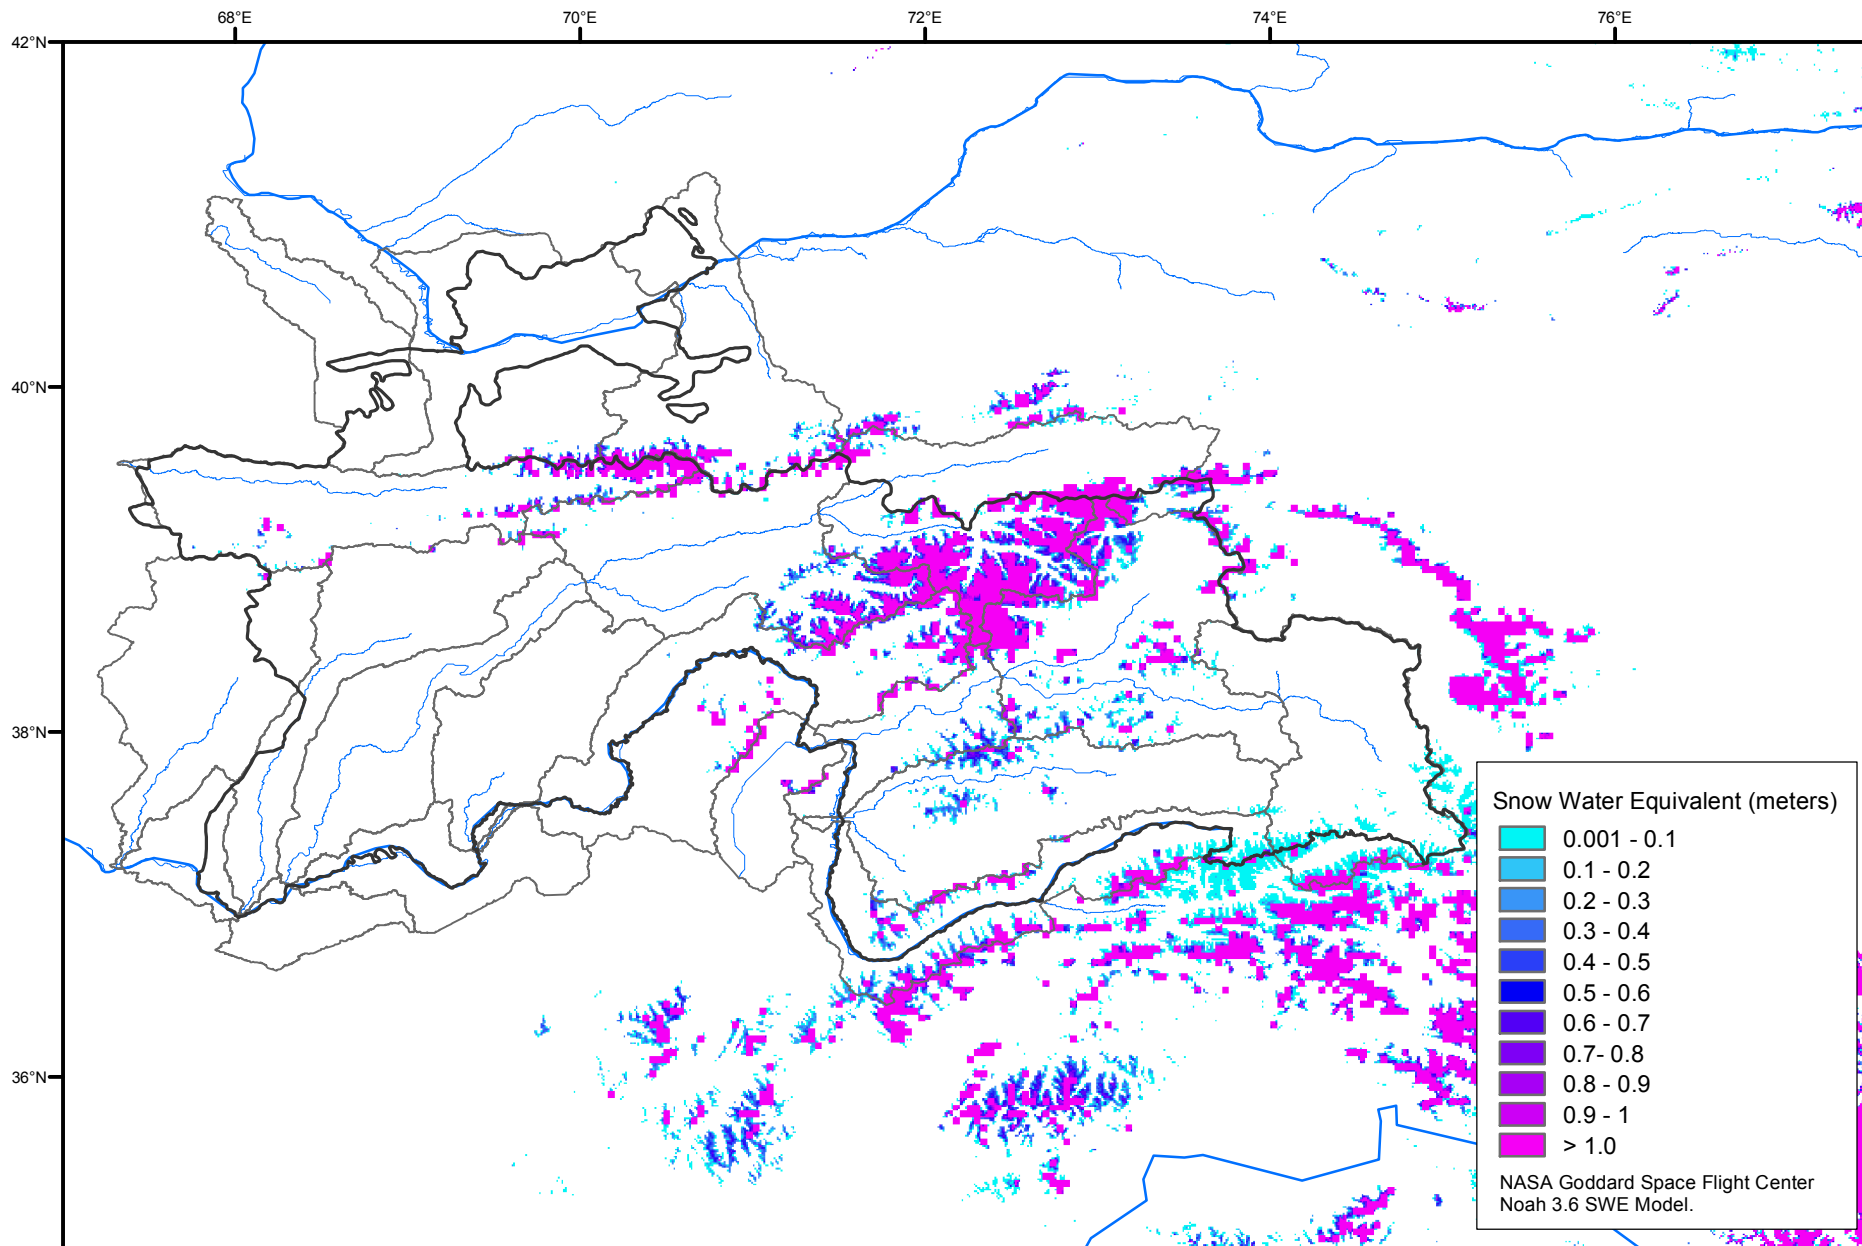 68°E
70°E
72°E
74°E
76°E
42°N
40°N
38°N
36°N
Snow Water Equivalent (meters)
0.001 - 0.1
0.1 - 0.2
0.2 - 0.3
0.3 - 0.4
0.4 - 0.5
0.5 - 0.6
0.6 - 0.7
0.7- 0.8
0.8 - 0.9
0.9 - 1
> 1.0
NASA Goddard Space Flight Center
Noah 3.6 SWE Model.